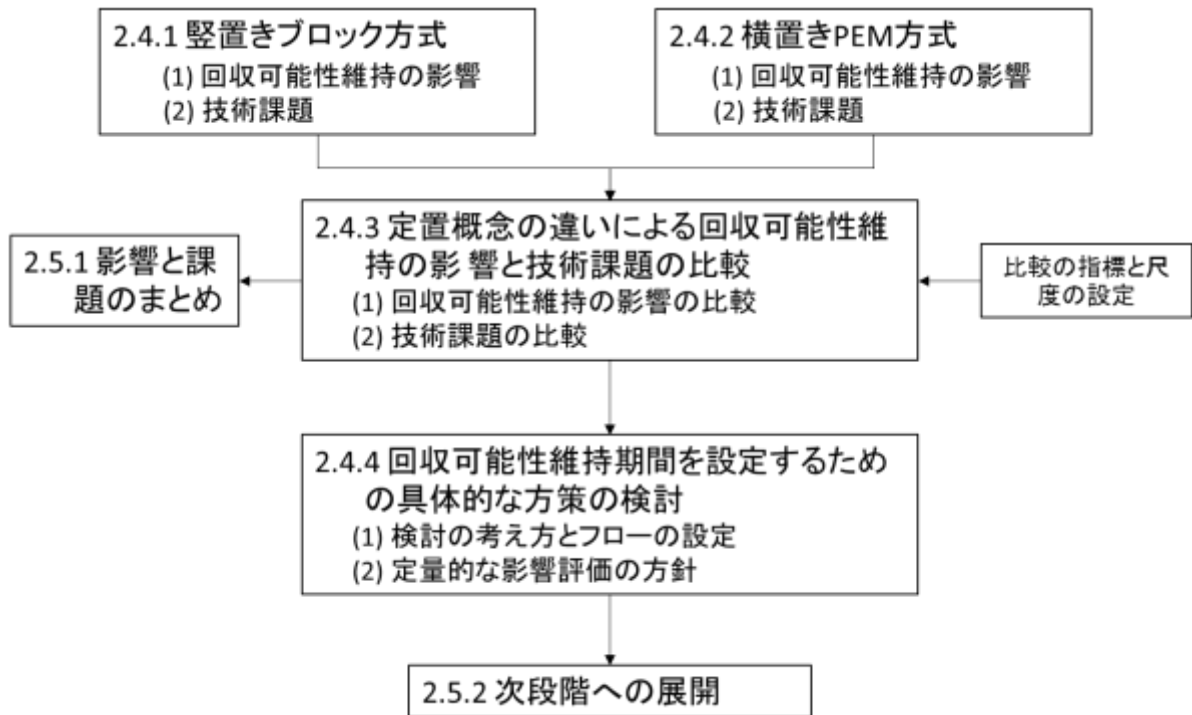 2.4.1 竪置きブロック方式
(1) 回収可能性維持の影響
(2) 技術課題
2.4.2 横置きPEM方式
(1) 回収可能性維持の影響
(2) 技術課題
2.4.3 定置概念の違いによる回収可能性維
持の影 響と技術課題の比較
(1) 回収可能性維持の影響の比較
(2) 技術課題の比較
2.5.1 影響と課
題のまとめ
比較の指標と尺
度の設定
2.4.4 回収可能性維持期間を設定するため
の具体的な方策の検討
(1) 検討の考え方とフローの設定
(2) 定量的な影響評価の方針
2.5.2 次段階への展開